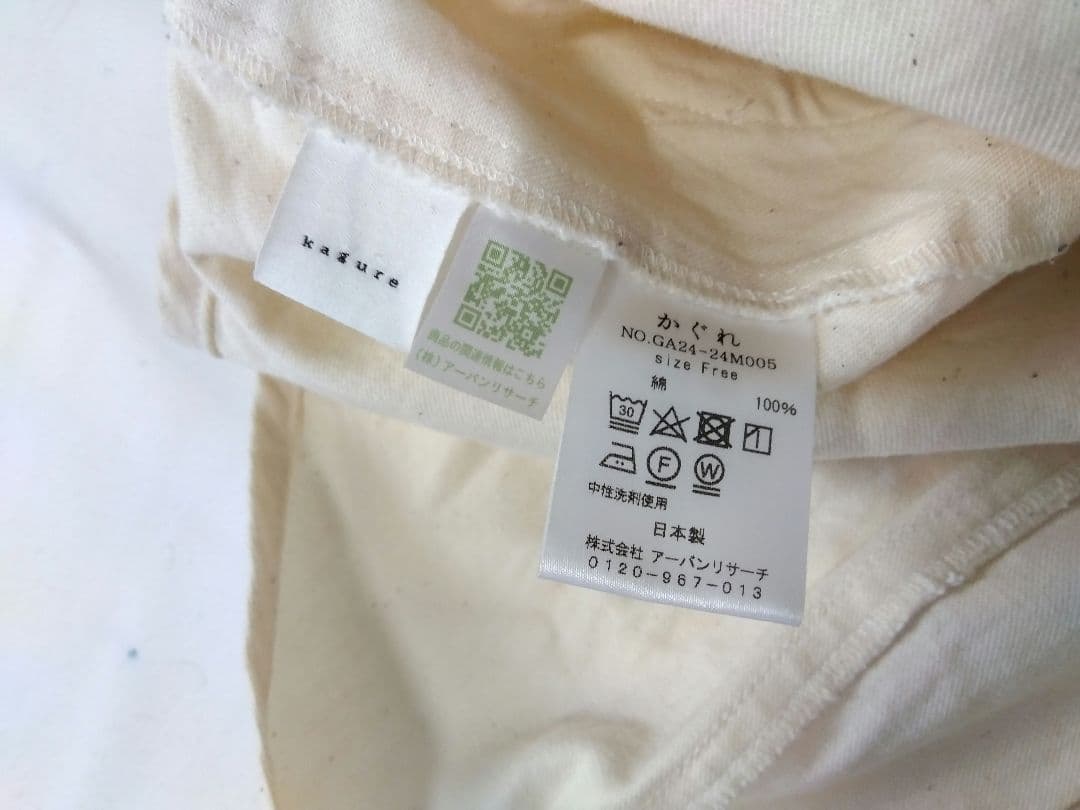 kagure
商品の関連情報はこちら
(株)アーバンリサーチ
かぐれ
NO.GA24-24M005
size Free
綿 100%
30
F W
中性洗剤使用
日本製
株式会社 アーバンリサーチ
0120-967-013